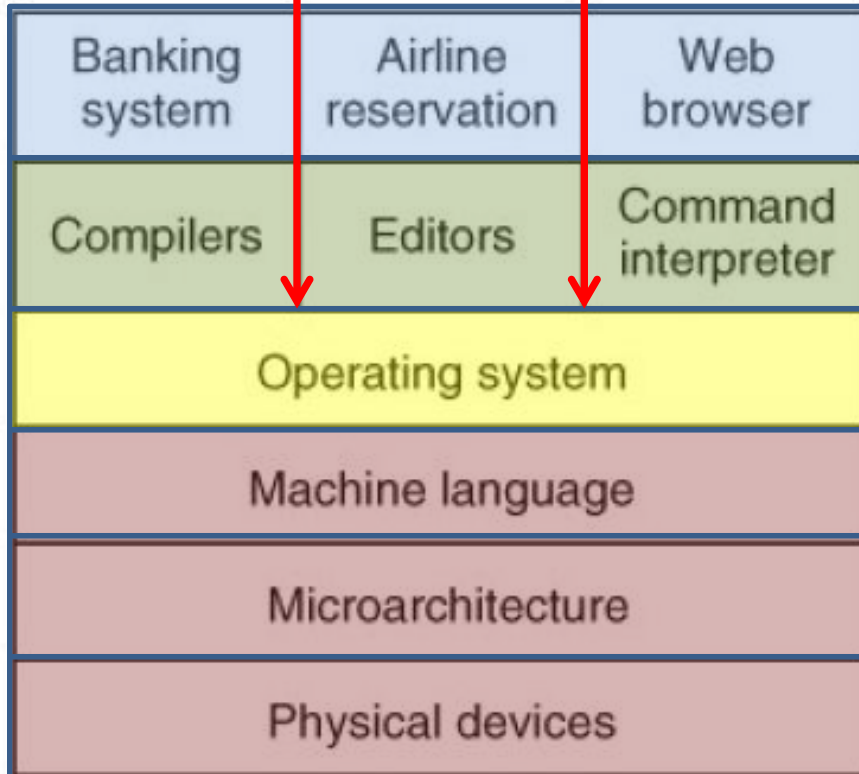 Banking
system
Airline
reservation
Web
browser
Compilers
Editors
Command
interpreter
Operating system
Machine language
Microarchitecture
Physical devices